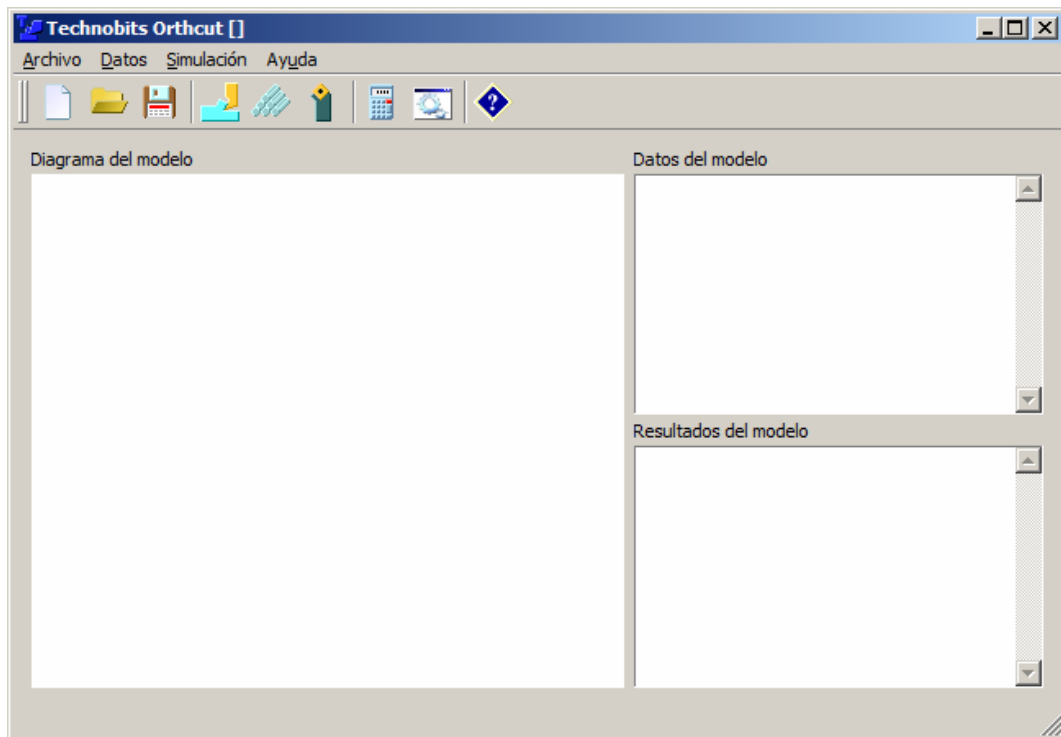 Technobits Orthcut []
Archivo Datos Simulación Ayuda
?
Diagrama del modelo
Datos del modelo
Resultados del modelo